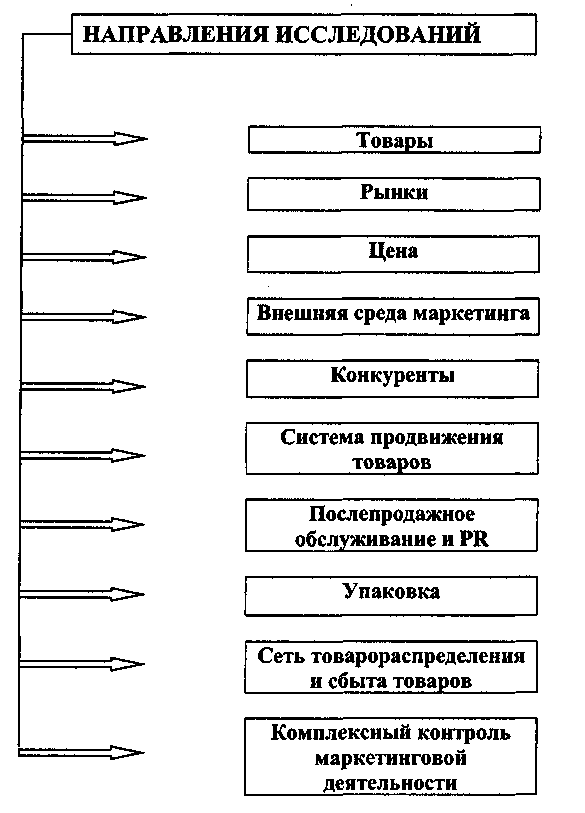 НАПРАВЛЕНИЯ ИССЛЕДОВАНИЙ
Товары
Рынки
Цена
Внешняя среда маркетинга
Конкуренты
Система продвижения
товаров
Послепродажное
обслуживание и PR
Упаковка
Сеть товарораспределения
и сбыта товаров
Комплексный контроль
маркетинговой
деятельности